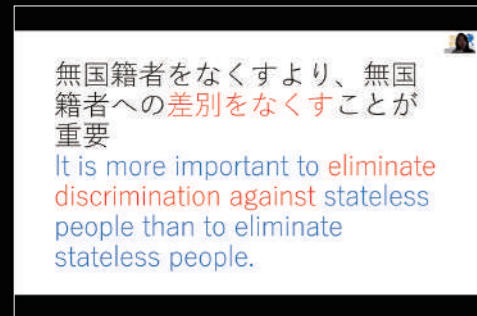 無国籍者をなくすより、無国
籍者への差別をなくすことが
重要
It is more important to eliminate
discrimination against stateless
people than to eliminate
stateless people.